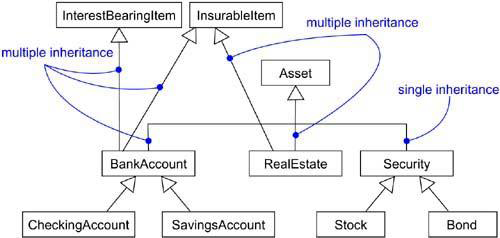 InterestBearingItem
InsurableItem
multiple inheritance
multiple inheritance
Asset
single inheritance
BankAccount
RealEstate
Security
CheckingAccount
SavingsAccount
Stock
Bond